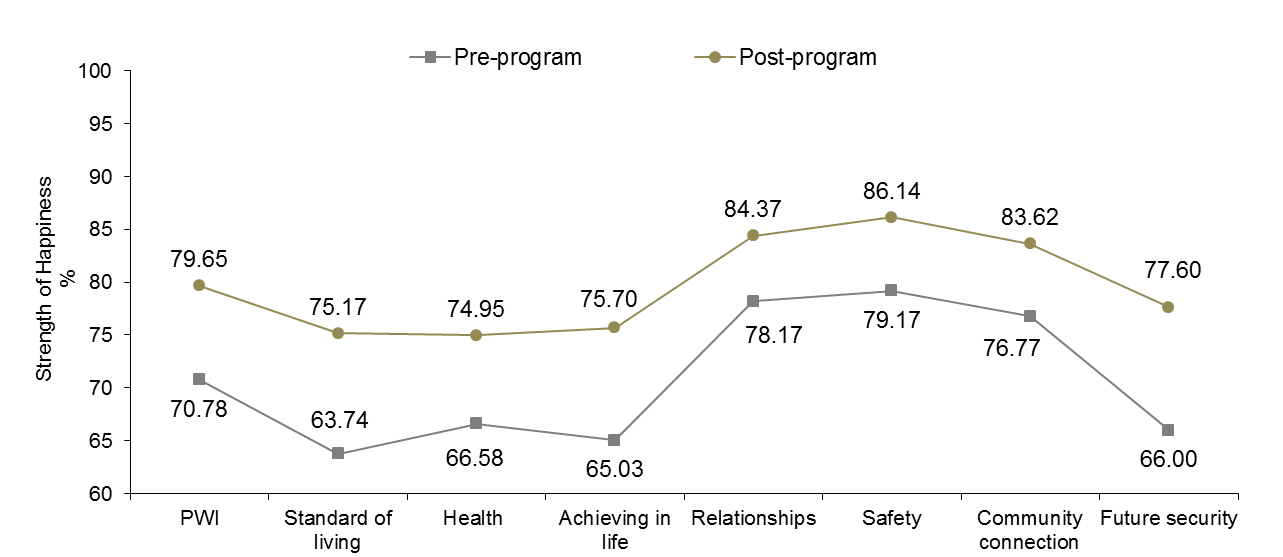 Pre-program
Post-program
100
95
90
85
80
75
70
65
60
Strength of Happiness
%
79.65
75.17
74.95
75.70
84.37
86.14
83.62
77.60
70.78
63.74
66.58
65.03
78.17
79.17
76.77
66.00
PWI
Standard of
living
Health
Achieving in
life
Relationships
Safety
Community
connection
Future security